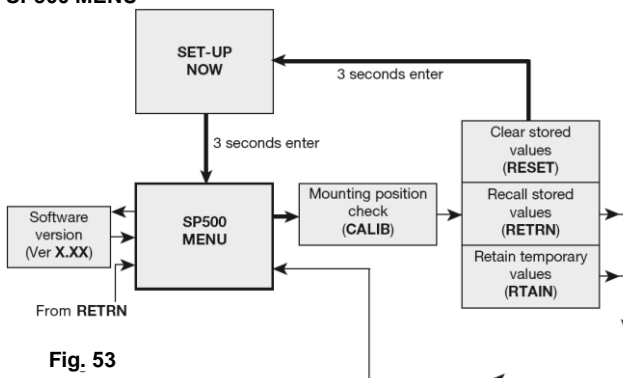 SP500 MENU
SET-UP
NOW
3 seconds enter
3 seconds enter
Clear stored
values
(RESET)
Software
version
(Ver X.XX)
SP500
MENU
Mounting position
check
(CALIB)
Recall stored
values
(RETRN)
Retain temporary
values
(RTAIN)
From RETRN
Fig. 53